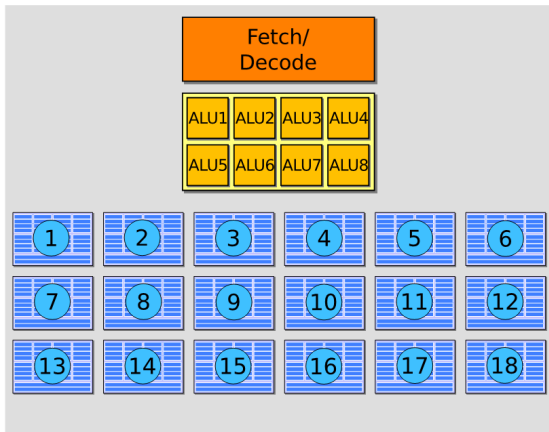 Fetch/
Decode
ALU1 ALU2 ALU3 ALU4
ALU5 ALU6 ALU7 ALU8
1 2 3 4 5 6
7 8 9 10 11 12
13 14 15 16 17 18